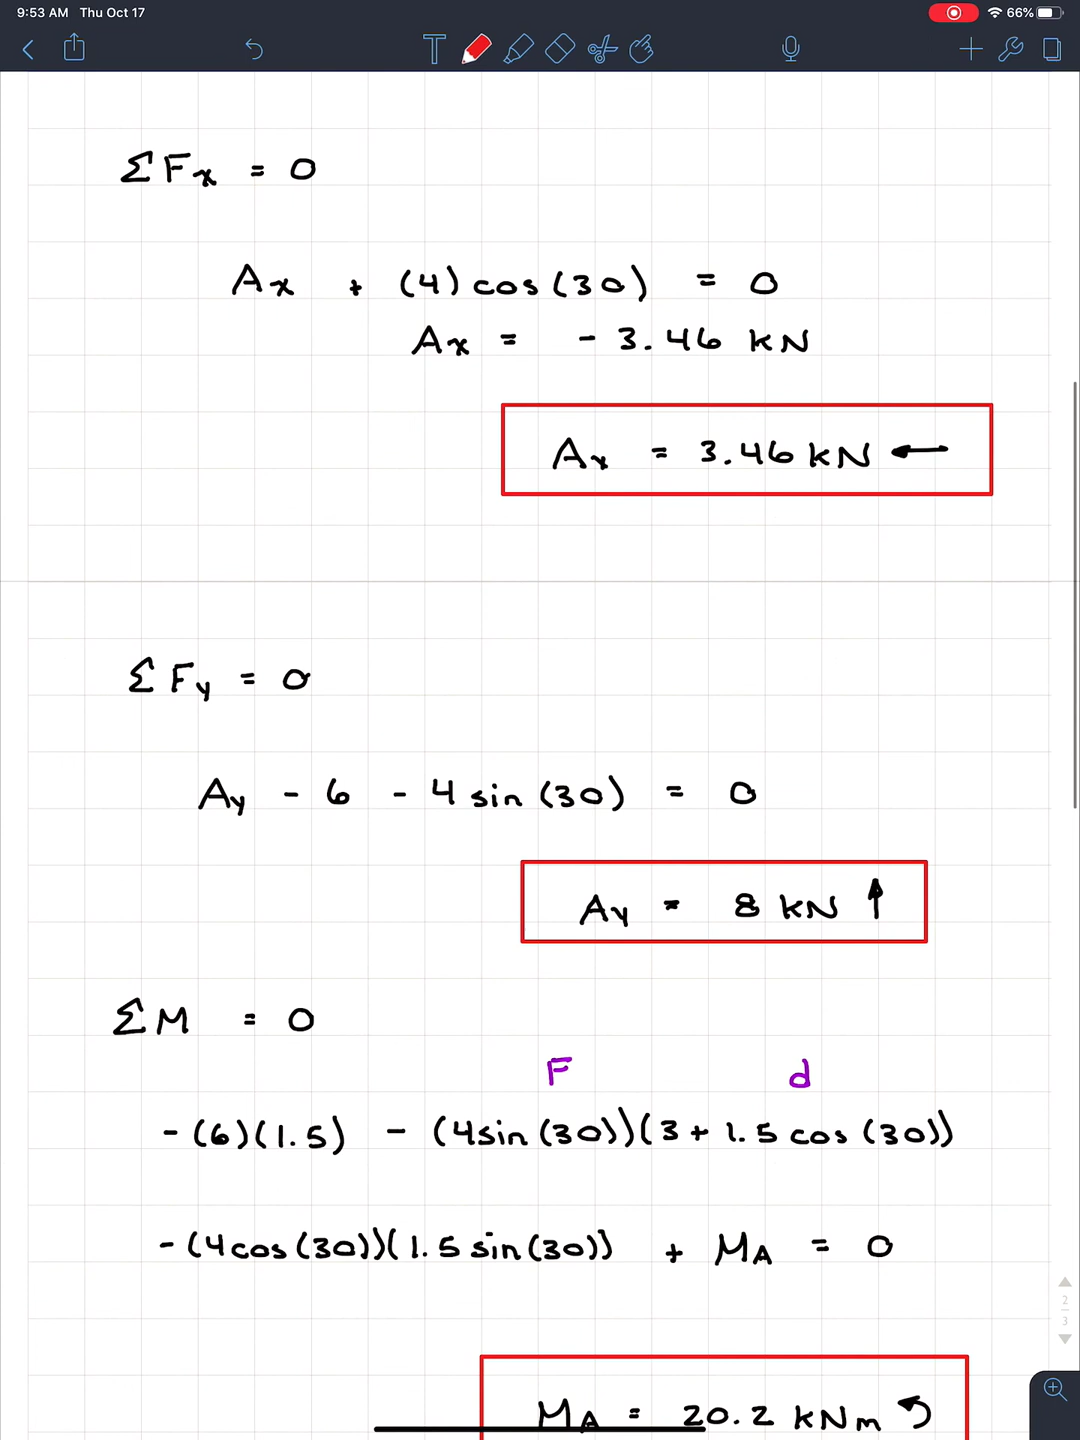 9:53 AM Thu Oct 17 66%
T
ΣFx = 0
Ax + (4) cos (30) = 0
Ax = - 3.46 kN
Ax = 3.46 kN ←
ΣFy = 0
Ay - 6 - 4 sin (30) = 0
Ay = 8 kN ↑
ΣM = 0
F d
-(6)(1.5) - (4sin (30))(3 + 1.5 cos (30))
-(4cos (30))(1.5 sin (30)) + MA = 0
2
3
MA = 20.2 kNm ↺